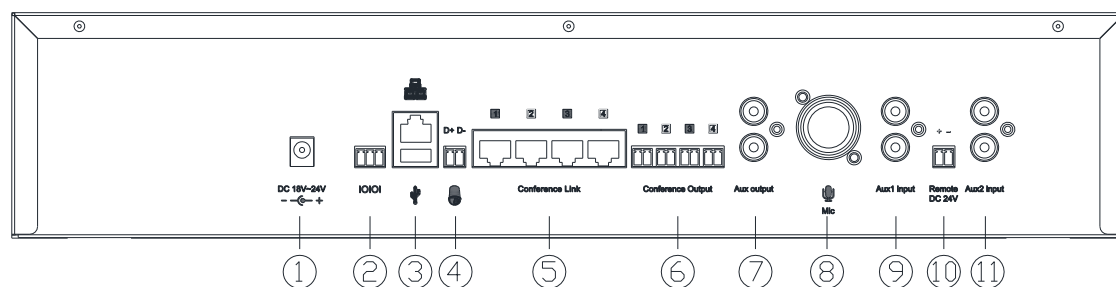 1 2 3 4
D+ D-
1 2 3 4
+ -
DC 18V~24V
- +
IOIOI
Conference Link
Conference Output
Aux output
Mic
Aux1 Input
Remote
DC 24V
Aux2 Input
1 2 3 4 5 6 7 8 9 10 11